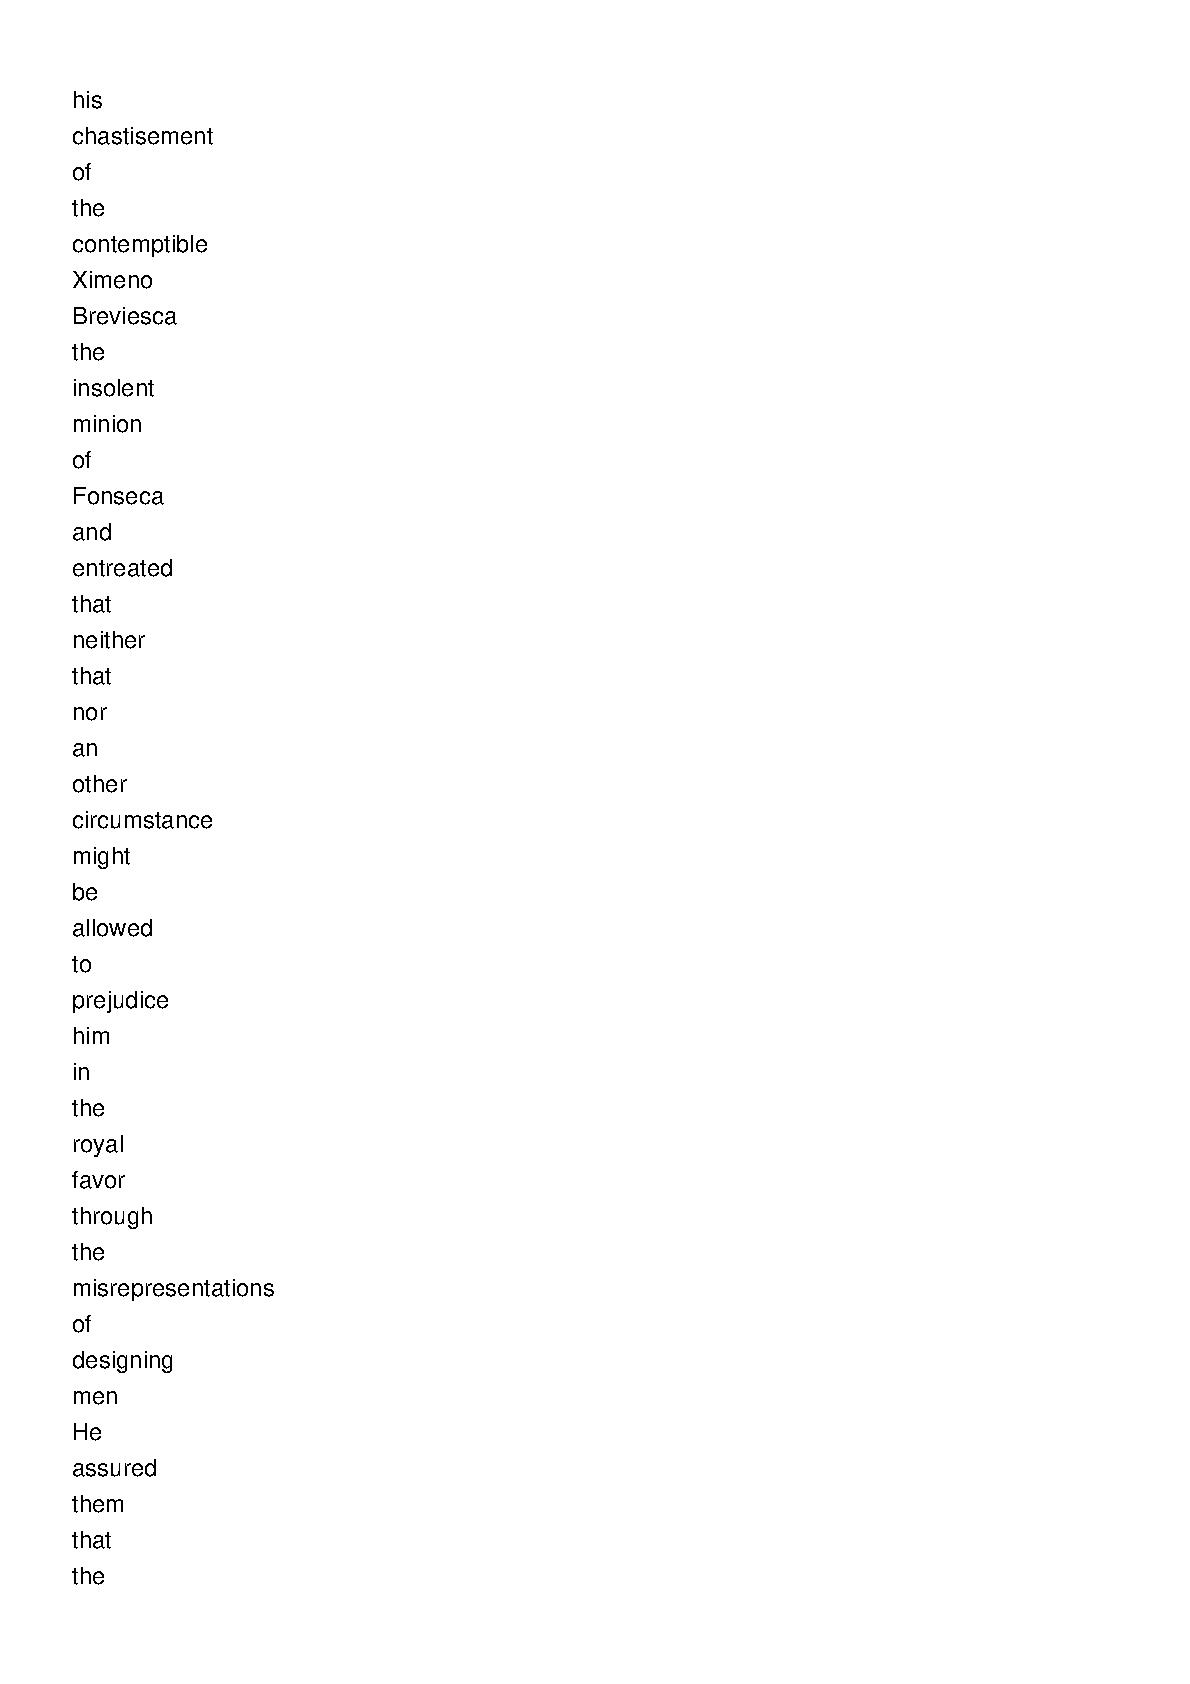 his
chastisement
of
the
contemptible
Ximeno
Breviesca
the
insolent
minion
of
Fonseca
and
entreated
that
neither
that
nor
an
other
circumstance
might
be
allowed
to
prejudice
him
in
the
royal
favor
through
the
misrepresentations
of
designing
men
He
assured
them
that
the